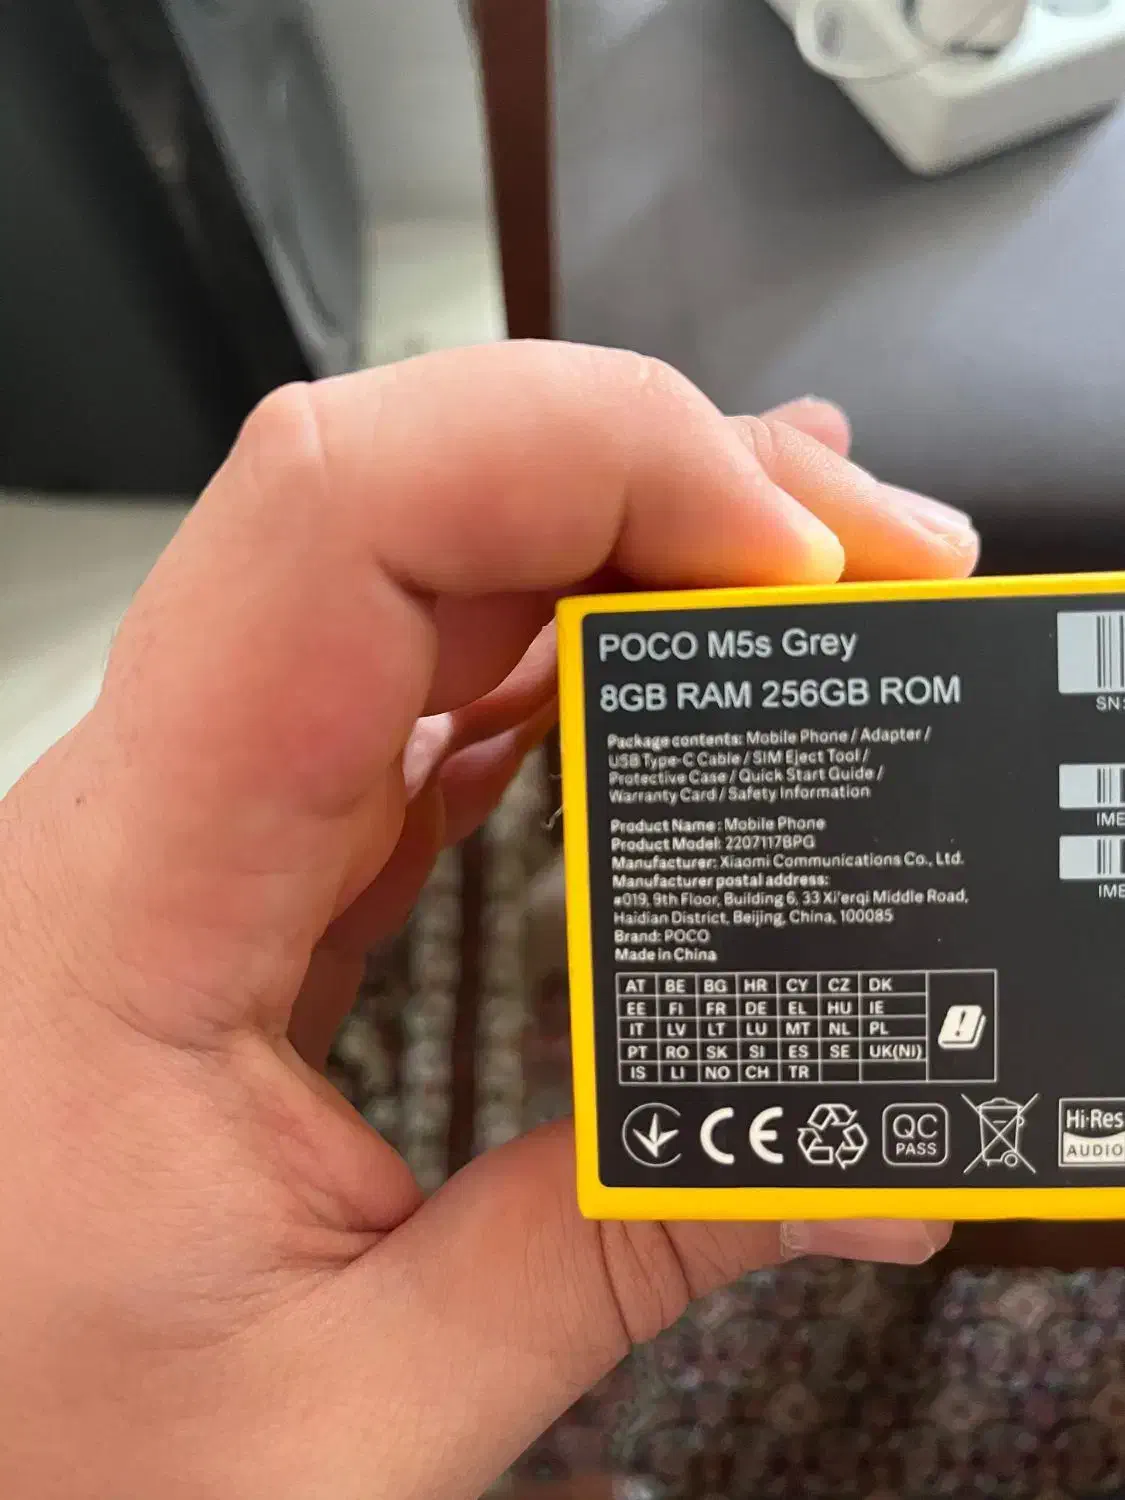 POCO M5s Grey
8GB RAM 256GB ROM
Package contents: Mobile Phone / Adapter /
USB Type-C Cable / SIM Eject Tool /
Protective Case / Quick Start Guide /
Warranty Card / Safety Information
Product Name: Mobile Phone
Product Model: 2207117BPG
Manufacturer: Xiaomi Communications Co., Ltd.
Manufacturer postal address:
#019, 9th Floor, Building 6, 33 Xi'erqi Middle Road,
Haidian District, Beijing, China, 100085
Brand: POCO
Made in China
AT BE BG HR CY CZ DK
EE FI FR DE EL HU IE
IT LV LT LU MT NL PL
PT RO SK SI ES SE UK(NI)
IS LI NO CH TR
CE
QC
PASS
Hi-Res
AUDIO
SN:
IME
IME